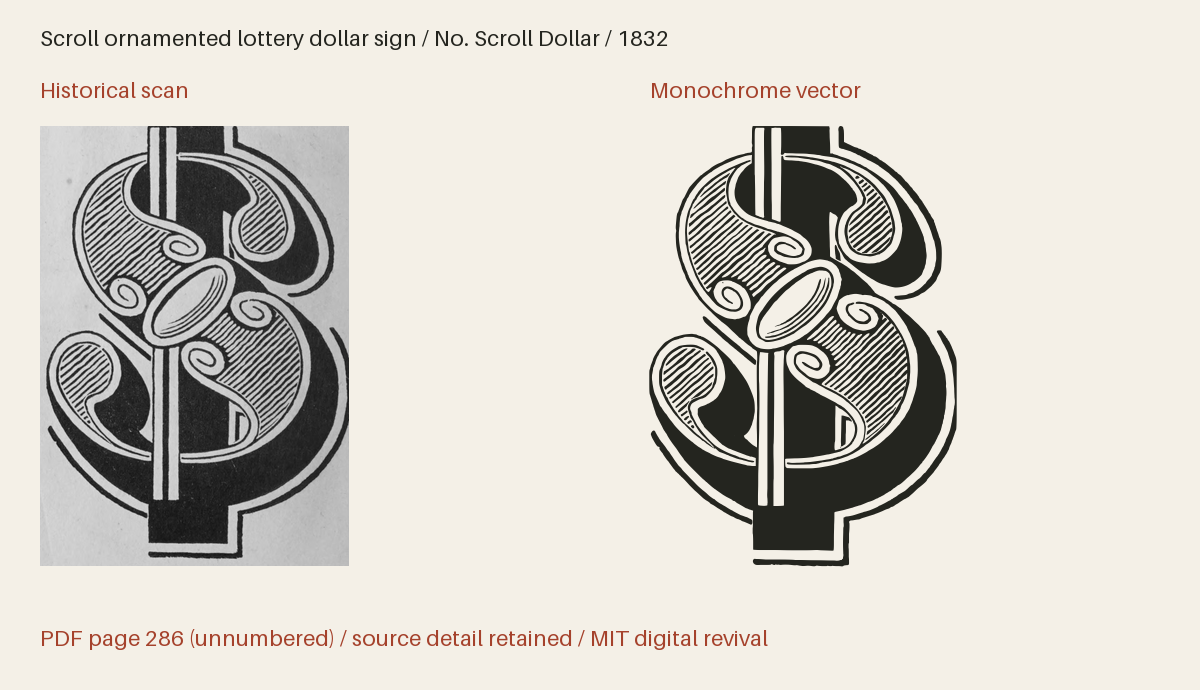 Scroll ornamented lottery dollar sign / No. Scroll Dollar / 1832
Historical scan
Monochrome vector
$
$
PDF page 286 (unnumbered) / source detail retained / MIT digital revival